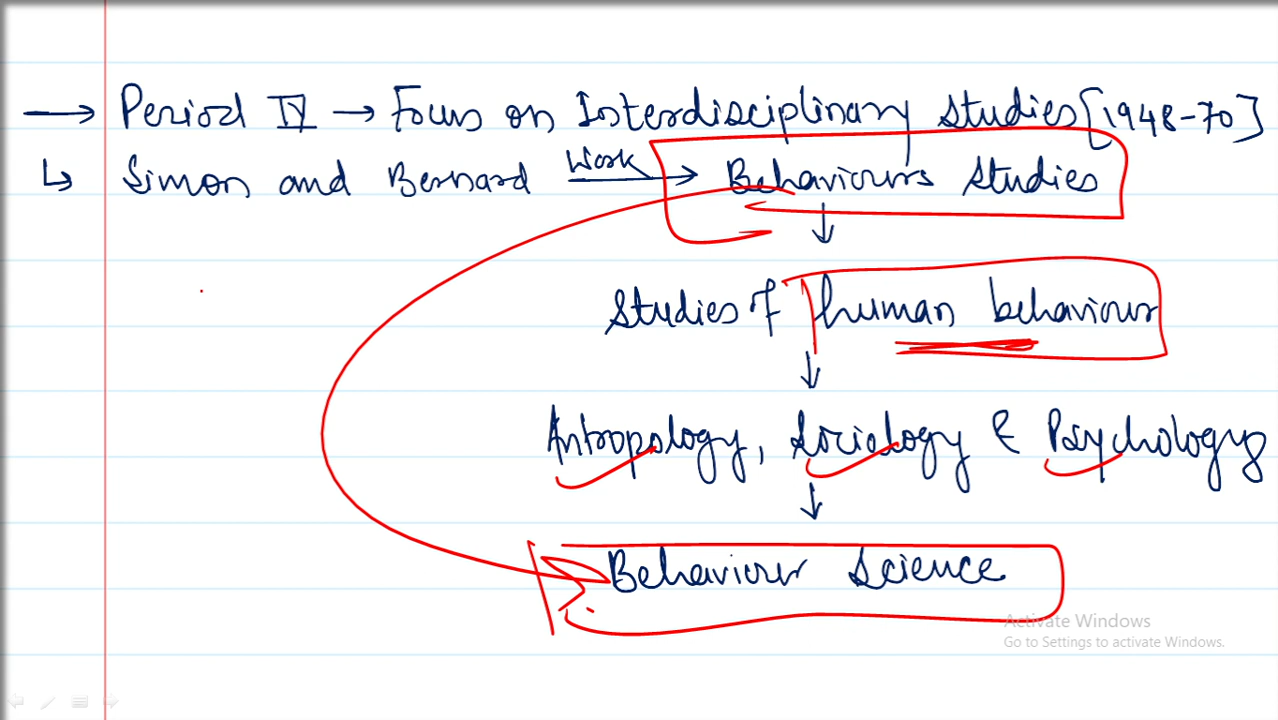 → Period IV → Focus on Interdisciplinary Studies [1948-70]
↳ Simon and Bernard Work → Behaviours Studies
↓
Studies of human behaviour
↓
Antropology, Sociology & Psychology
↓
Behaviour Science
Activate Windows
Go to Settings to activate Windows.